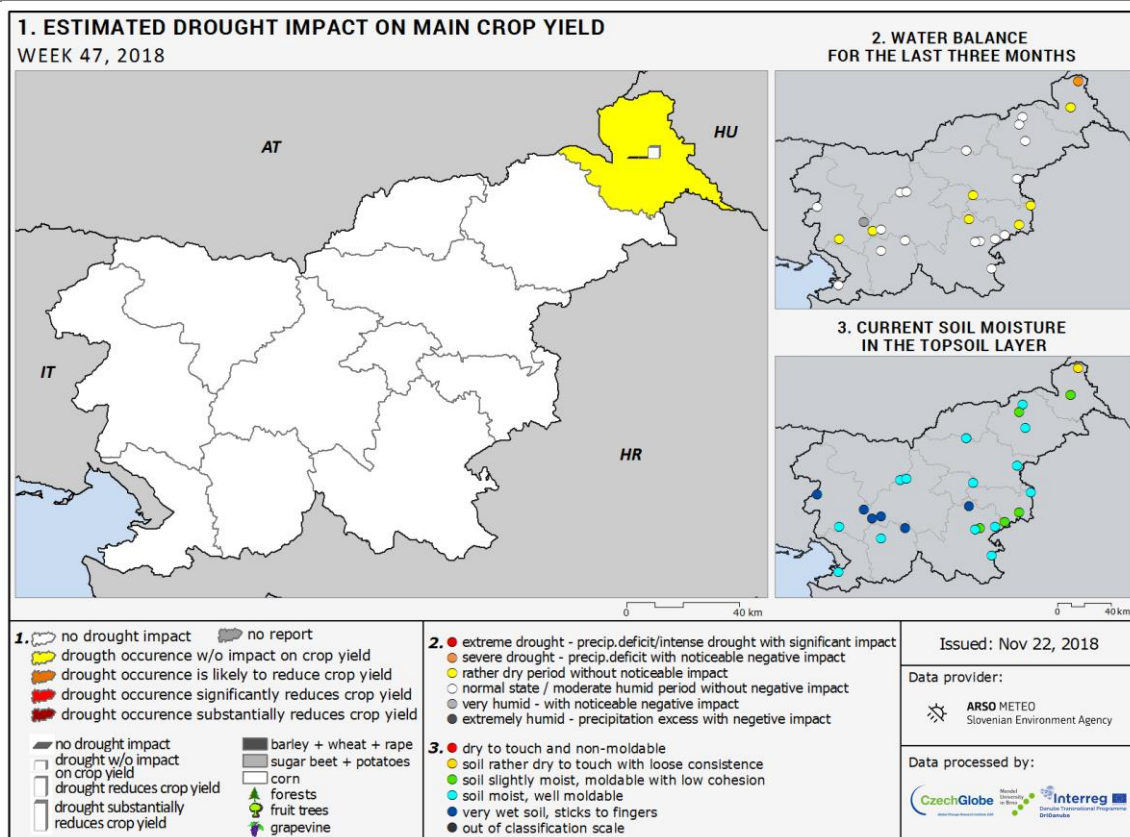 1. ESTIMATED DROUGHT IMPACT ON MAIN CROP YIELD
WEEK 47, 2018
AT
HU
IT
HR
0 40 km
2. WATER BALANCE
FOR THE LAST THREE MONTHS
3. CURRENT SOIL MOISTURE
IN THE TOPSOIL LAYER
0 40 km
1. no drought impact no report
drougth occurence w/o impact on crop yield
drought occurence is likely to reduce crop yield
drought occurence significantly reduces crop yield
drought occurence substantially reduces crop yield
no drought impact
drought w/o impact
on crop yield
drought reduces crop yield
drought substantially
reduces crop yield
barley + wheat + rape
sugar beet + potatoes
corn
forests
fruit trees
grapevine
2. extreme drought - precip.deficit/intense drought with significant impact
severe drought - precip.deficit with noticeable negative impact
rather dry period without noticeable impact
normal state / moderate humid period without negative impact
very humid - with noticeable negative impact
extremely humid - precipitation excess with negetive impact
3. dry to touch and non-moldable
soil rather dry to touch with loose consistence
soil slightly moist, moldable with low cohesion
soil moist, well moldable
very wet soil, sticks to fingers
out of classification scale
Issued: Nov 22, 2018
Data provider:
ARSO METEO
Slovenian Environment Agency
Data processed by:
CzechGlobe
Mendel
University
in Brno
Interreg
Danube Transnational Programme
DriDanube